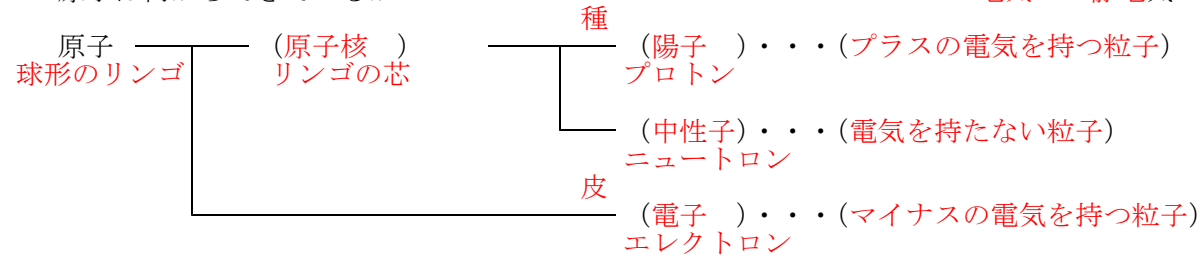 種
原子 (原子核 ) (陽子 )・・・(プラスの電気を持つ粒子)
球形のリンゴ リンゴの芯 プロトン
(中性子)・・・(電気を持たない粒子)
ニュートロン
皮
(電子 )・・・(マイナスの電気を持つ粒子)
エレクトロン